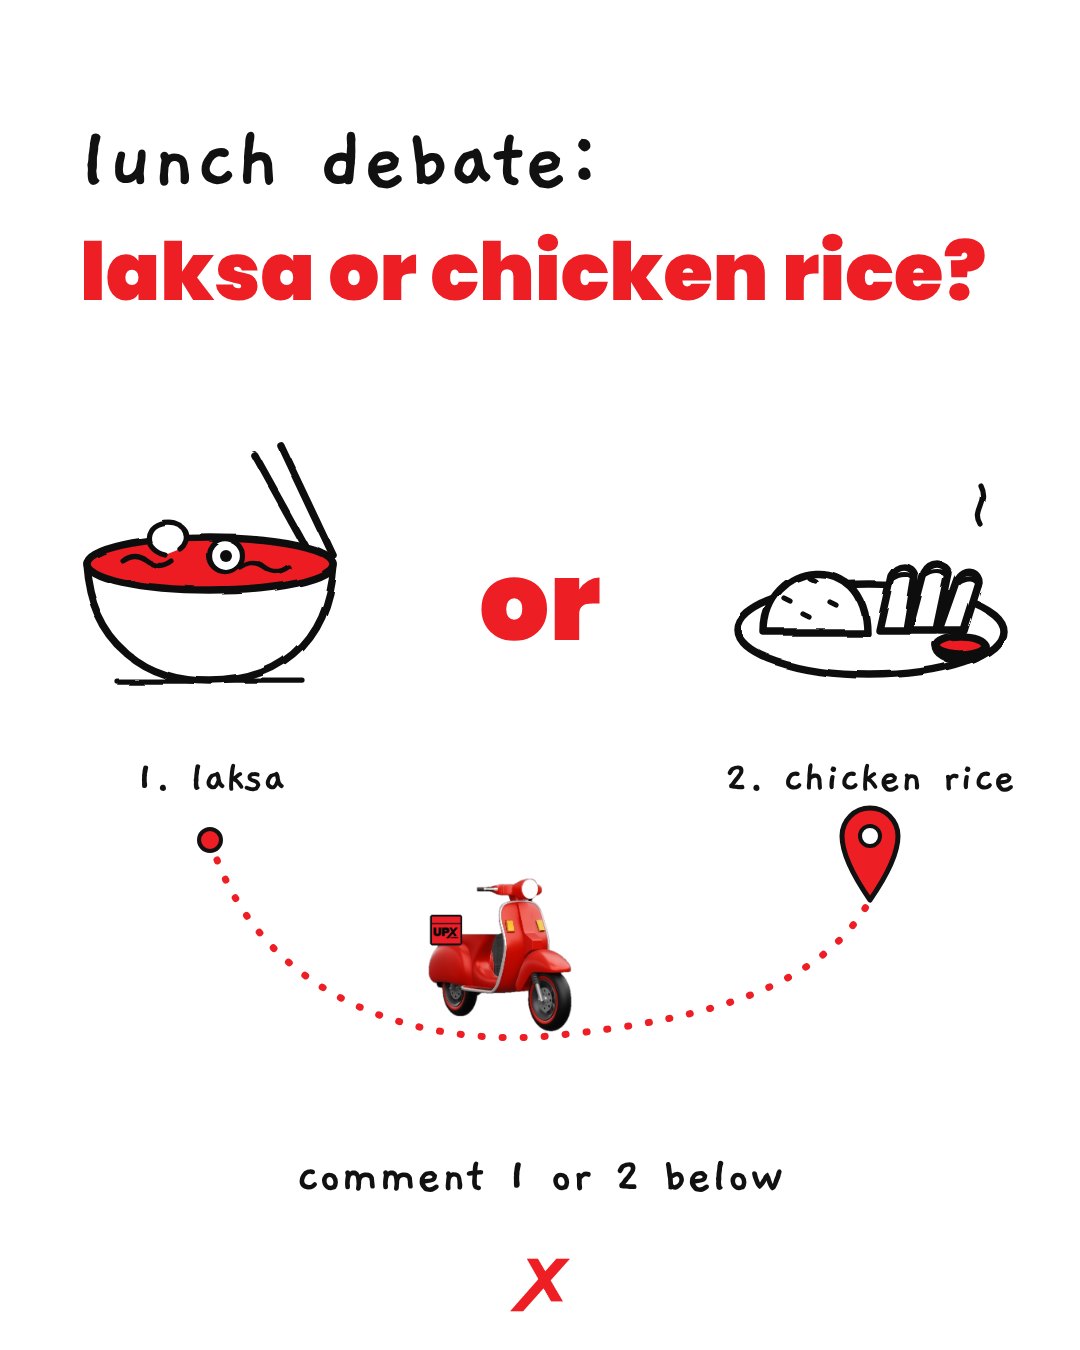 lunch debate:
laksa or chicken rice?
or
1. laksa
2. chicken rice
UPX
comment 1 or 2 below
X